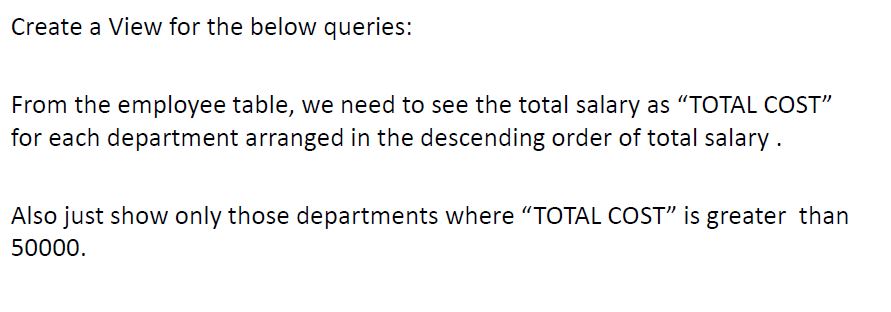 Create a View for the below queries:
From the employee table, we need to see the total salary as “TOTAL COST”
for each department arranged in the descending order of total salary .
Also just show only those departments where “TOTAL COST” is greater  than
50000.